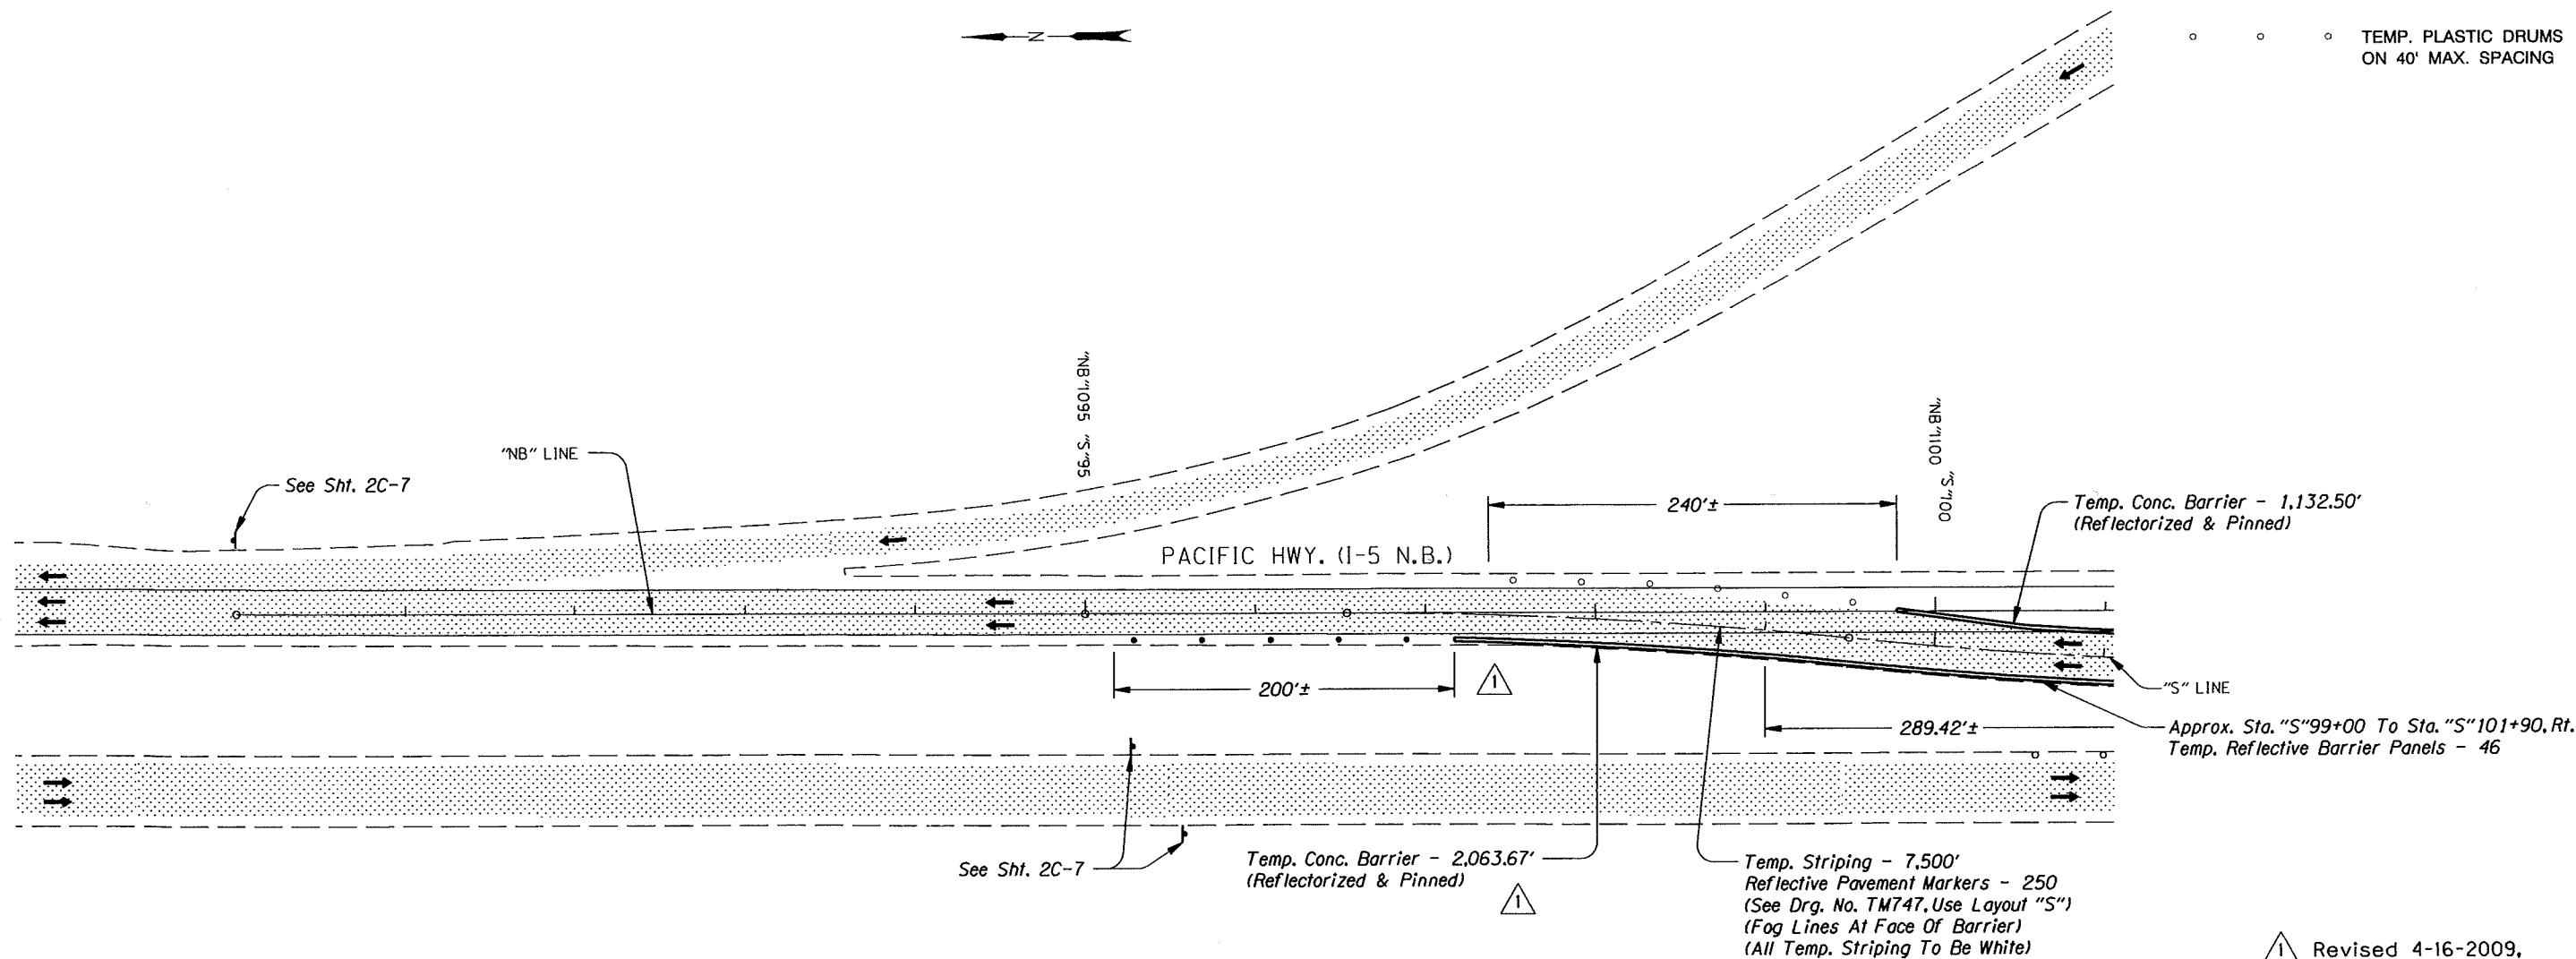 N
TEMP. PLASTIC DRUMS
ON 40' MAX. SPACING
"NB"1095 "S"95
"NB"1100 "S"100
"NB" LINE
See Sht. 2C-7
240'±
Temp. Conc. Barrier - 1,132.50'
(Reflectorized & Pinned)
PACIFIC HWY. (I-5 N.B.)
200'±
1
"S" LINE
289.42'±
Approx. Sta. "S"99+00 To Sta. "S"101+90, Rt.
Temp. Reflective Barrier Panels - 46
See Sht. 2C-7
Temp. Conc. Barrier - 2,063.67'
(Reflectorized & Pinned)
1
Temp. Striping - 7,500'
Reflective Pavement Markers - 250
(See Drg. No. TM747, Use Layout "S")
(Fog Lines At Face Of Barrier)
(All Temp. Striping To Be White)
1 Revised 4-16-2009,